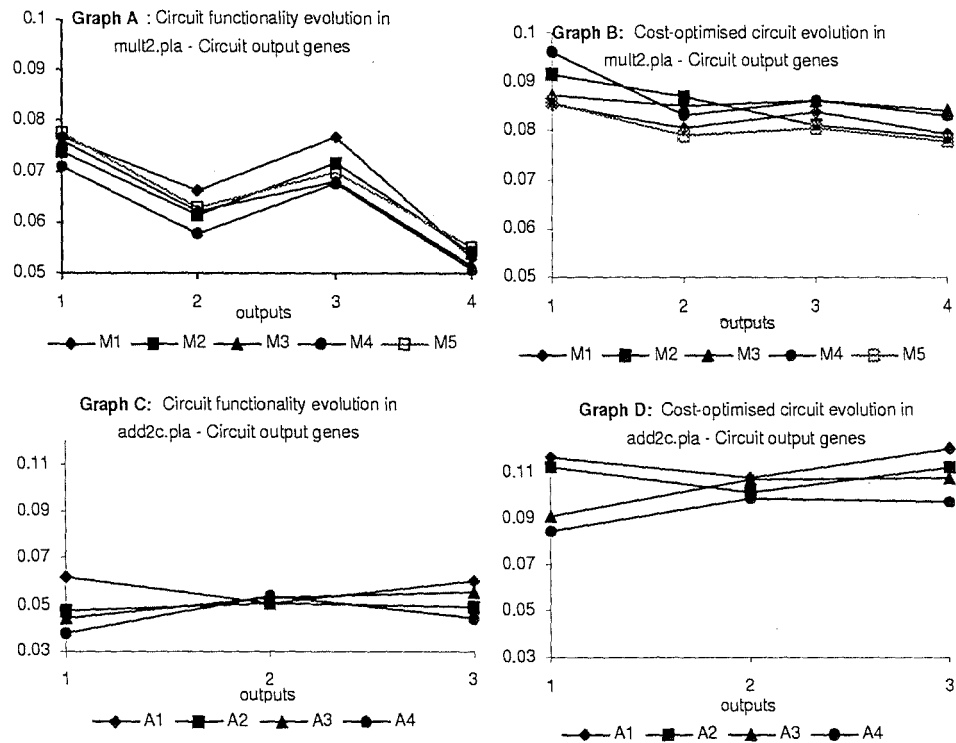 Graph A : Circuit functionality evolution in
mult2.pla - Circuit output genes
0.1
0.09
0.08
0.07
0.06
0.05
1 2 3 4
outputs
M1 M2 M3 M4 M5
Graph B: Cost-optimised circuit evolution in
mult2.pla - Circuit output genes
0.1
0.09
0.08
0.07
0.06
0.05
1 2 3 4
outputs
M1 M2 M3 M4 M5
Graph C: Circuit functionality evolution in
add2c.pla - Circuit output genes
0.11
0.09
0.07
0.05
0.03
1 2 3
outputs
A1 A2 A3 A4
Graph D: Cost-optimised circuit evolution in
add2c.pla - Circuit output genes
0.11
0.09
0.07
0.05
0.03
1 2 3
outputs
A1 A2 A3 A4